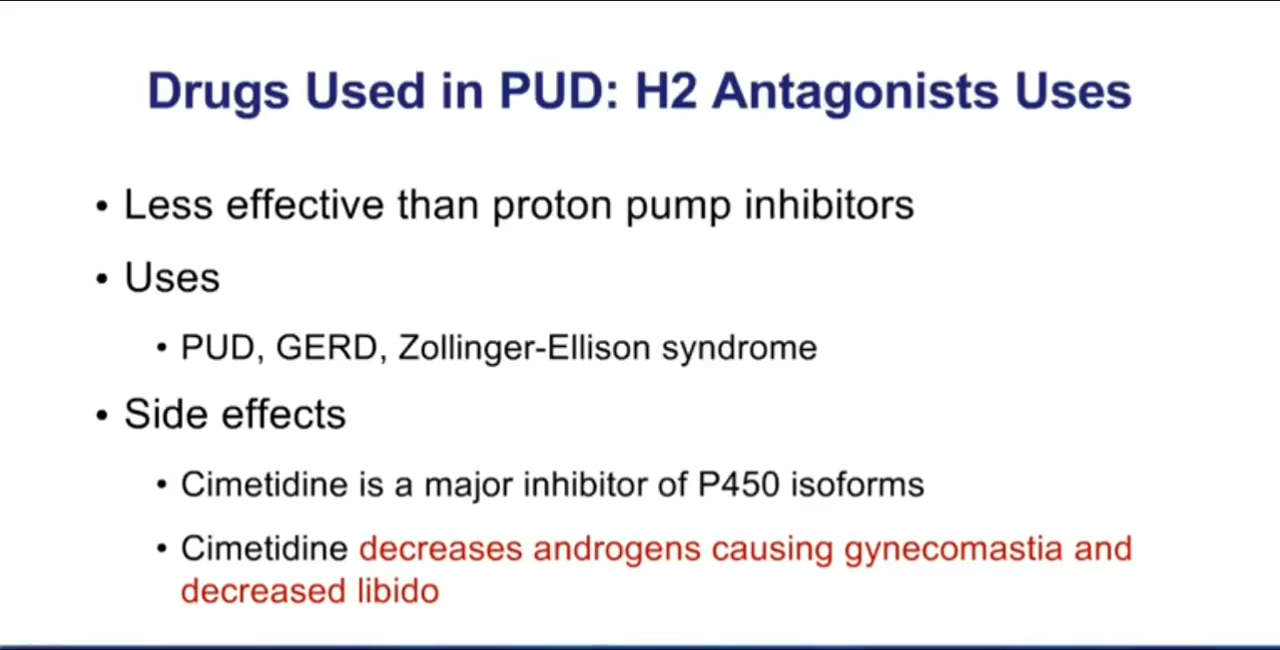 Drugs Used in PUD: H2 Antagonists Uses
• Less effective than proton pump inhibitors
• Uses
• PUD, GERD, Zollinger-Ellison syndrome
• Side effects
• Cimetidine is a major inhibitor of P450 isoforms
• Cimetidine decreases androgens causing gynecomastia and
decreased libido